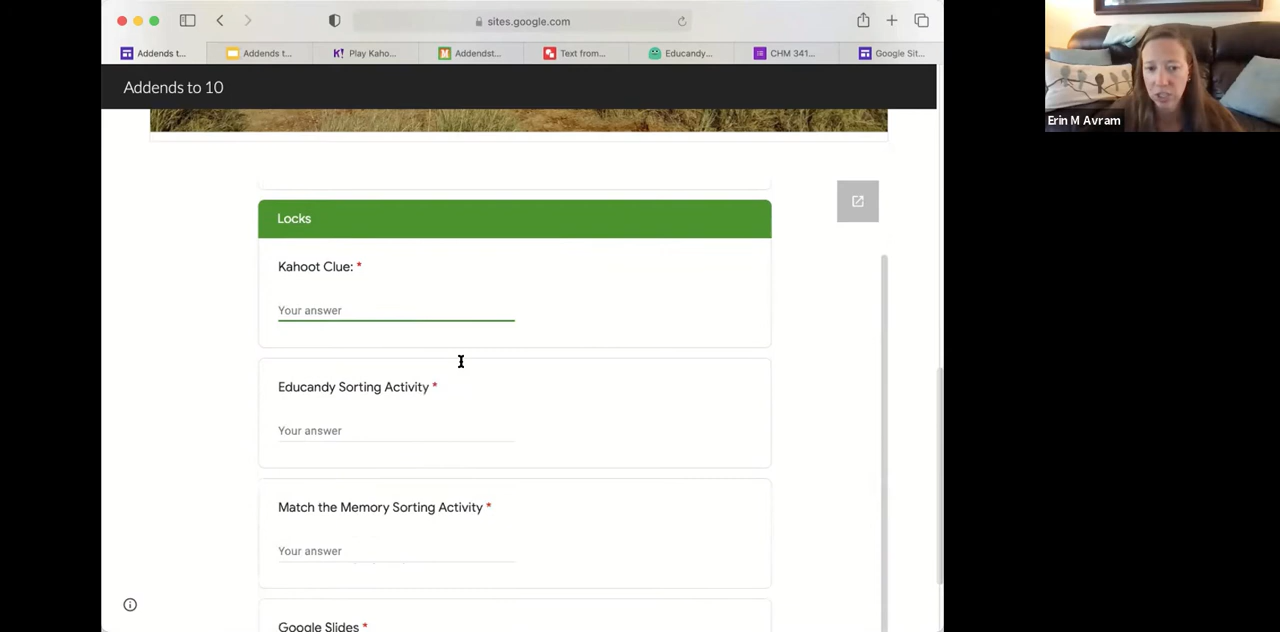 sites.google.com
Addends t...
Addends t...
K! Play Kaho...
Addendst...
Text from...
Educandy...
CHM 341...
Google Sit...
Addends to 10
Erin M Avram
Locks
Kahoot Clue: *
Your answer
Educandy Sorting Activity *
Your answer
Match the Memory Sorting Activity *
Your answer
Google Slides *